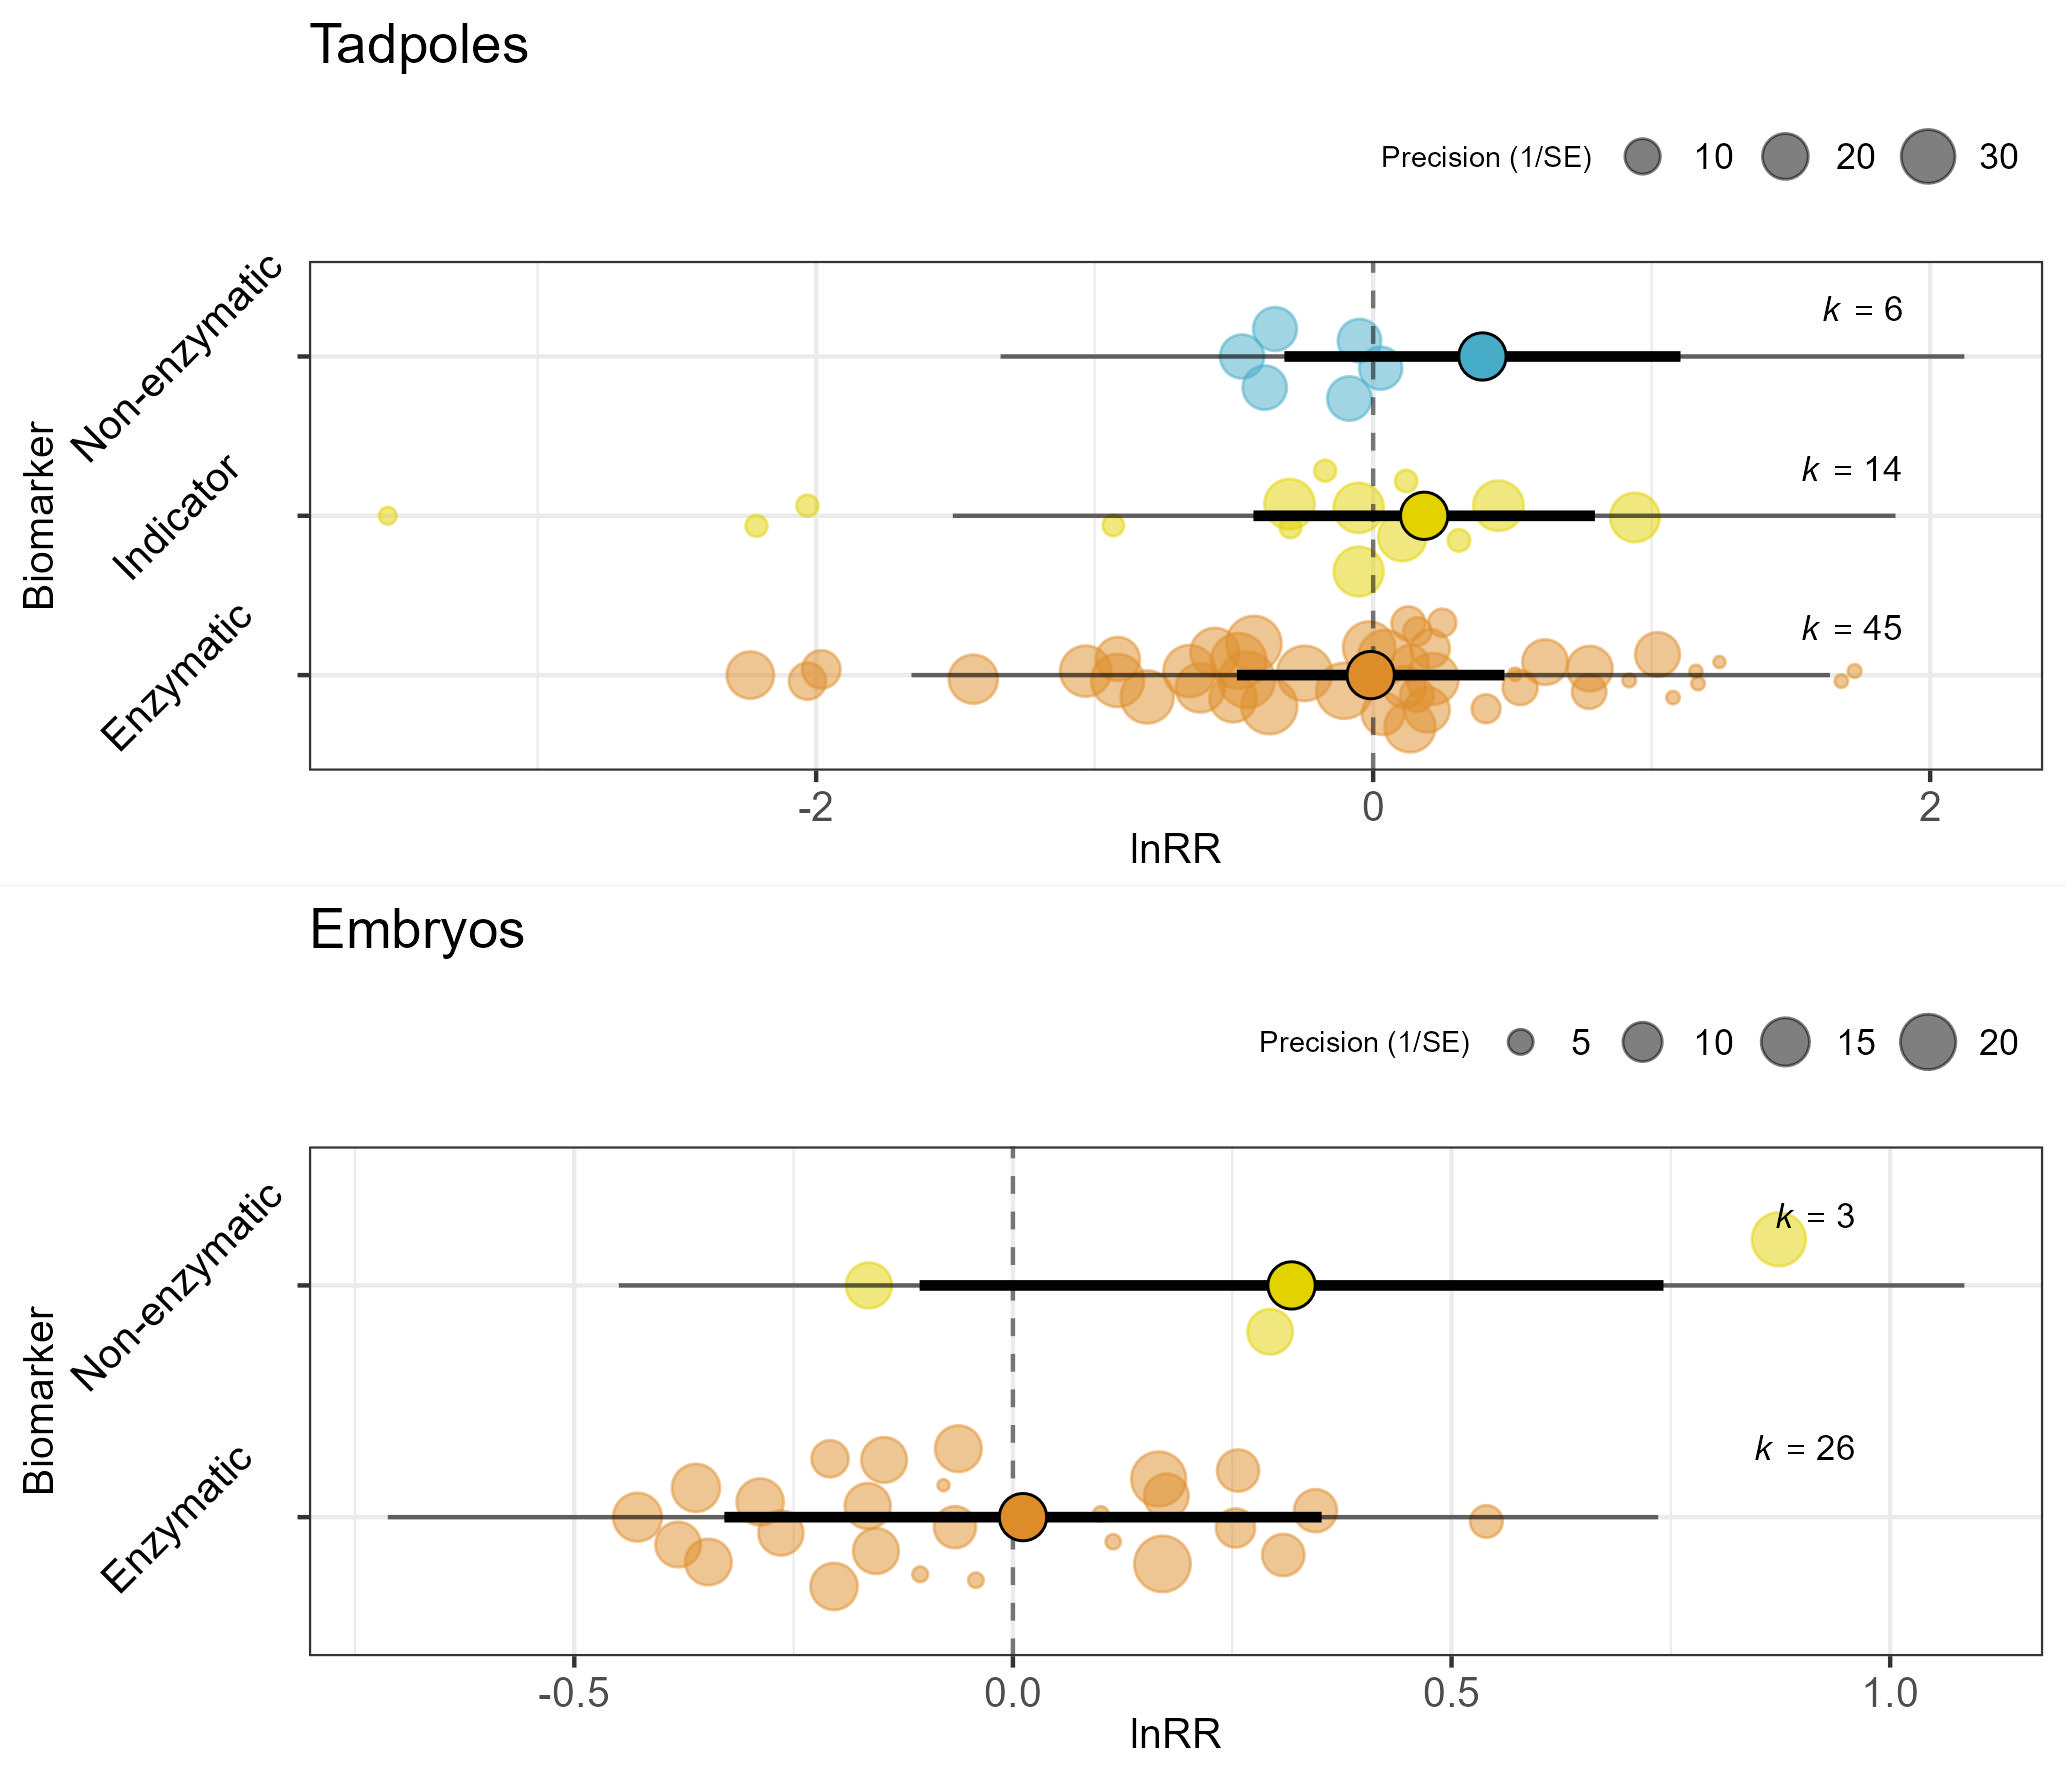 Tadpoles
Precision (1/SE) 10 20 30
Biomarker
Non-enzymatic
k = 6
Indicator
k = 14
Enzymatic
k = 45
-2 0 2
lnRR
Embryos
Precision (1/SE) 5 10 15 20
Biomarker
Non-enzymatic
k = 3
Enzymatic
k = 26
-0.5 0.0 0.5 1.0
lnRR